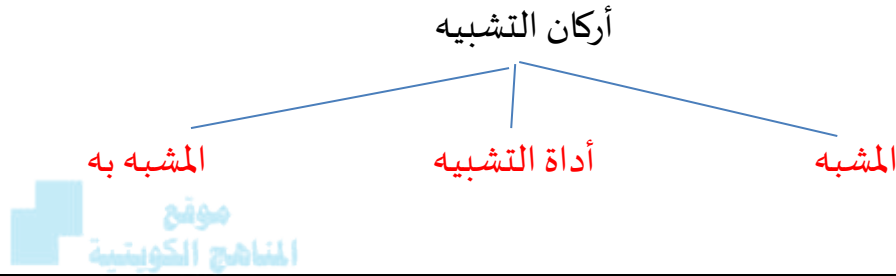 أركان التشبيه
المشبه
أداة التشبيه
المشبه به
موقع
المناهج الكويتية